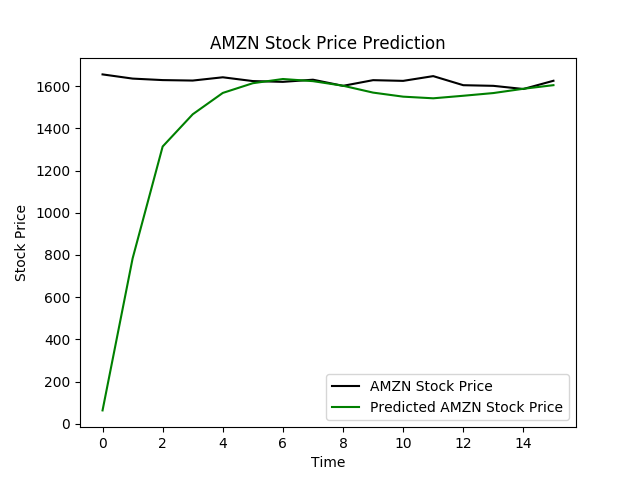 AMZN Stock Price Prediction
Stock Price
1600
1400
1200
1000
800
600
400
200
0
0 2 4 6 8 10 12 14
Time
AMZN Stock Price
Predicted AMZN Stock Price